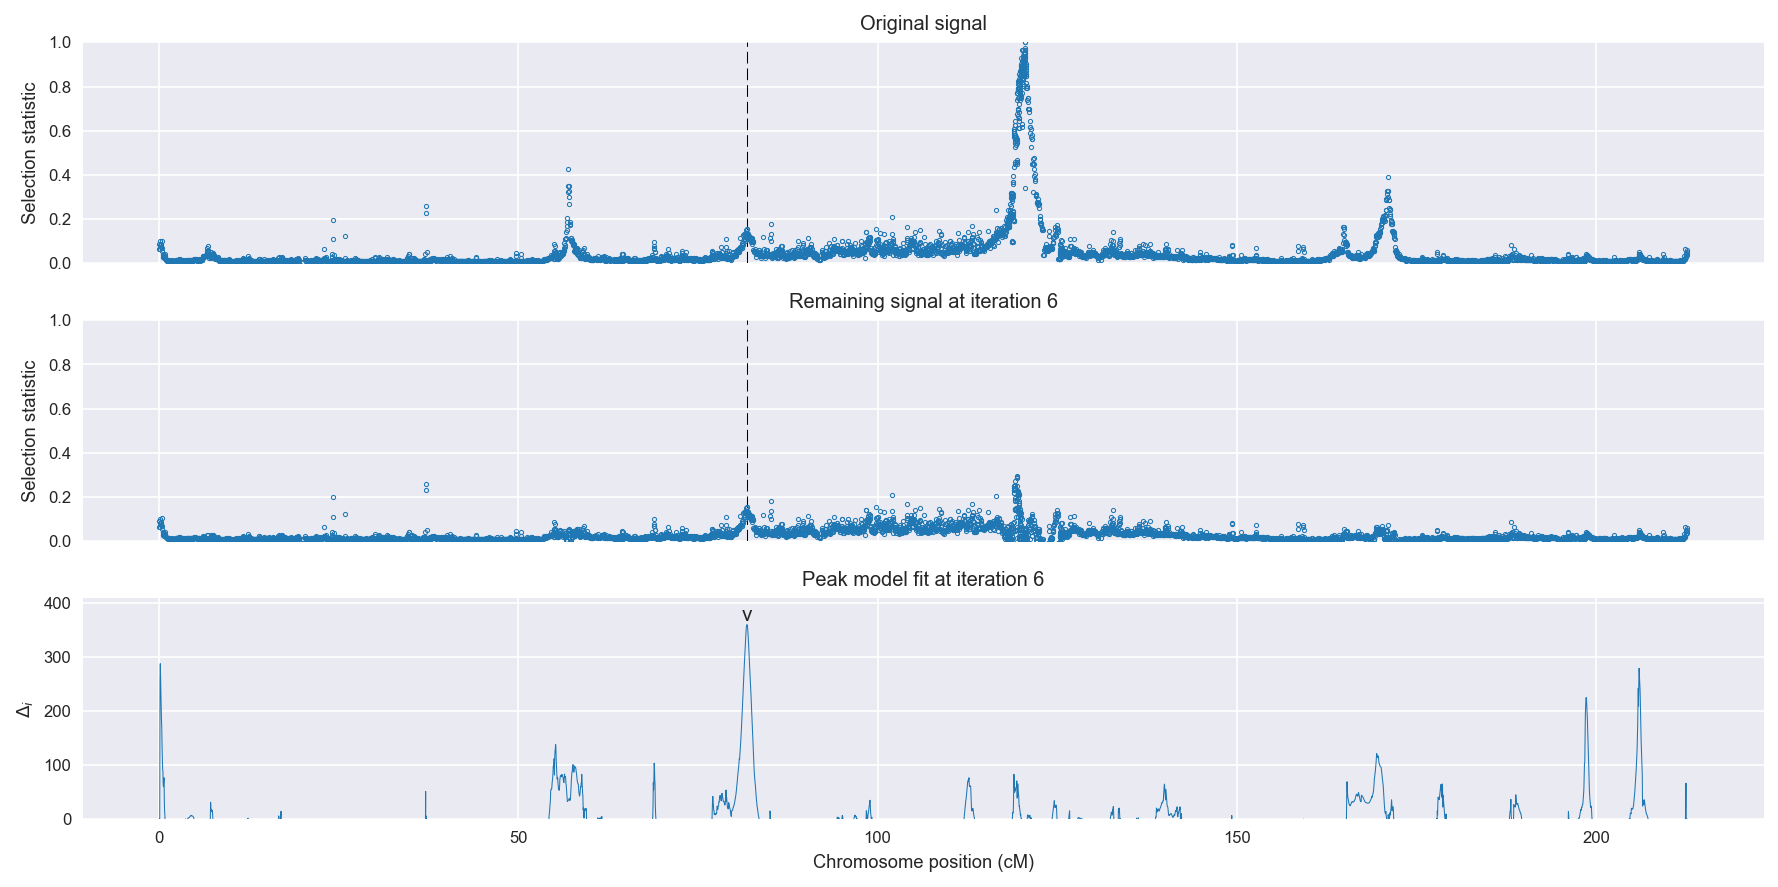 Original signal
1.0
0.8
0.6
0.4
0.2
0.0
Selection statistic
Remaining signal at iteration 6
1.0
0.8
0.6
0.4
0.2
0.0
Selection statistic
Peak model fit at iteration 6
400
300
200
100
0
Δi
v
0 50 100 150 200
Chromosome position (cM)